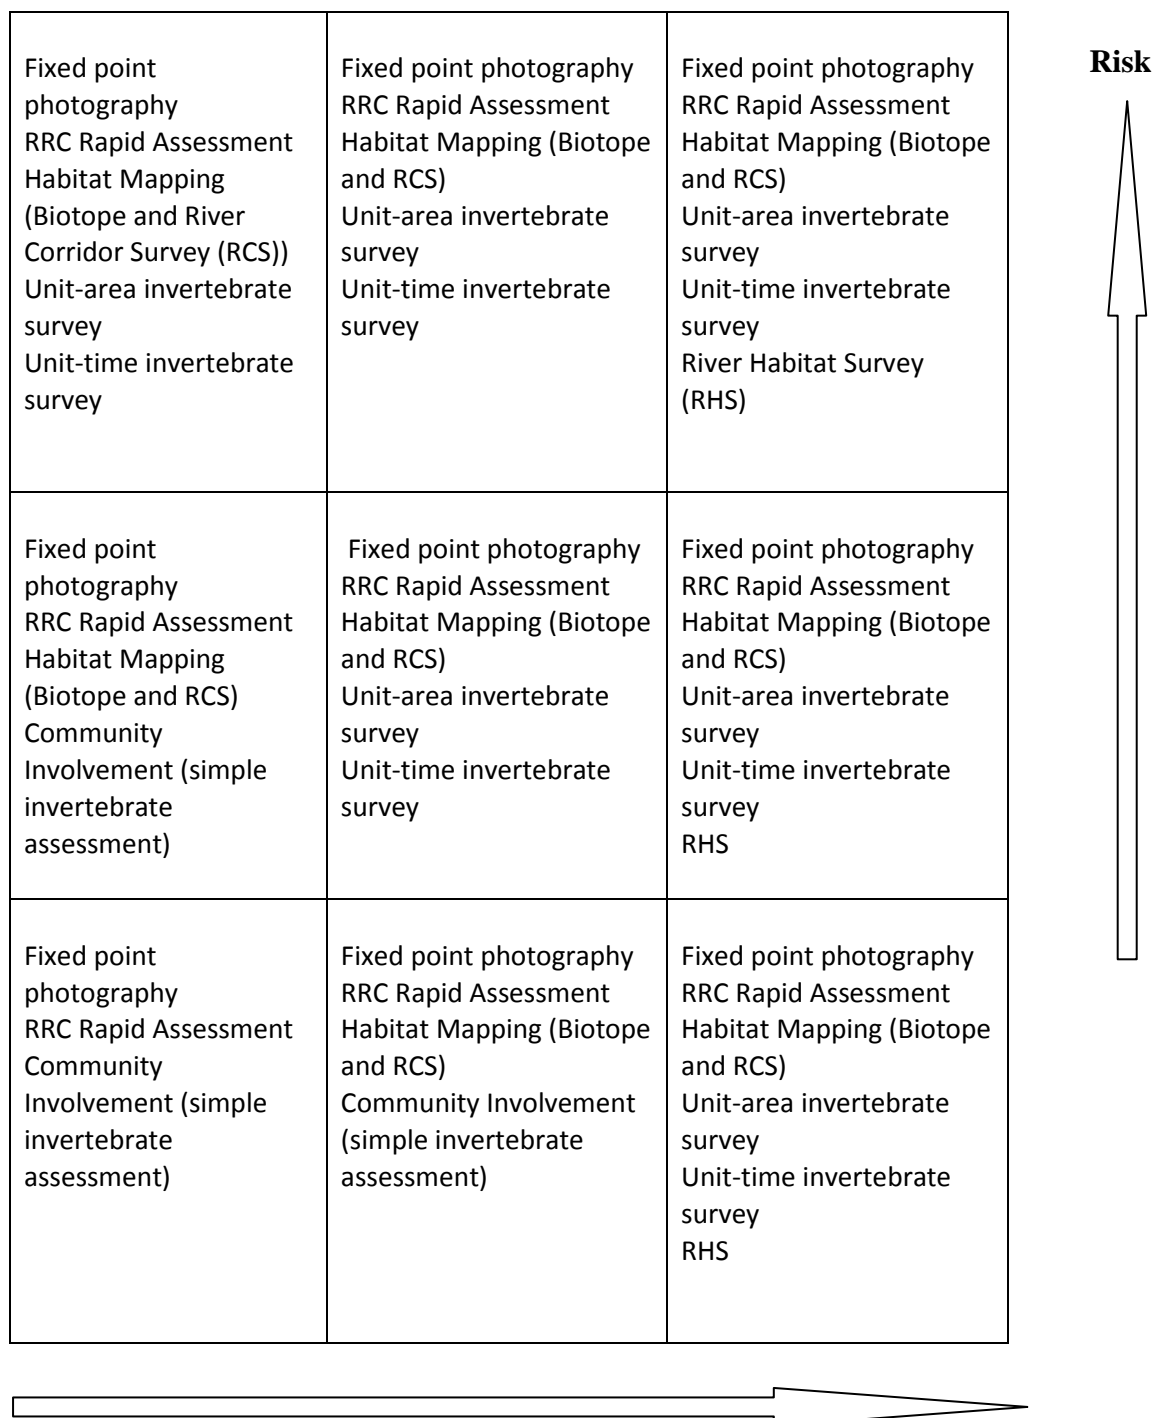 Fixed point
photography
RRC Rapid Assessment
Habitat Mapping
(Biotope and River
Corridor Survey (RCS))
Unit-area invertebrate
survey
Unit-time invertebrate
survey
Fixed point photography
RRC Rapid Assessment
Habitat Mapping (Biotope
and RCS)
Unit-area invertebrate
survey
Unit-time invertebrate
survey
Fixed point photography
RRC Rapid Assessment
Habitat Mapping (Biotope
and RCS)
Unit-area invertebrate
survey
Unit-time invertebrate
survey
River Habitat Survey
(RHS)
Risk
Fixed point
photography
RRC Rapid Assessment
Habitat Mapping
(Biotope and RCS)
Community
Involvement (simple
invertebrate
assessment)
Fixed point photography
RRC Rapid Assessment
Habitat Mapping (Biotope
and RCS)
Unit-area invertebrate
survey
Unit-time invertebrate
survey
Fixed point photography
RRC Rapid Assessment
Habitat Mapping (Biotope
and RCS)
Unit-area invertebrate
survey
Unit-time invertebrate
survey
RHS
Fixed point
photography
RRC Rapid Assessment
Community
Involvement (simple
invertebrate
assessment)
Fixed point photography
RRC Rapid Assessment
Habitat Mapping (Biotope
and RCS)
Community Involvement
(simple invertebrate
assessment)
Fixed point photography
RRC Rapid Assessment
Habitat Mapping (Biotope
and RCS)
Unit-area invertebrate
survey
Unit-time invertebrate
survey
RHS